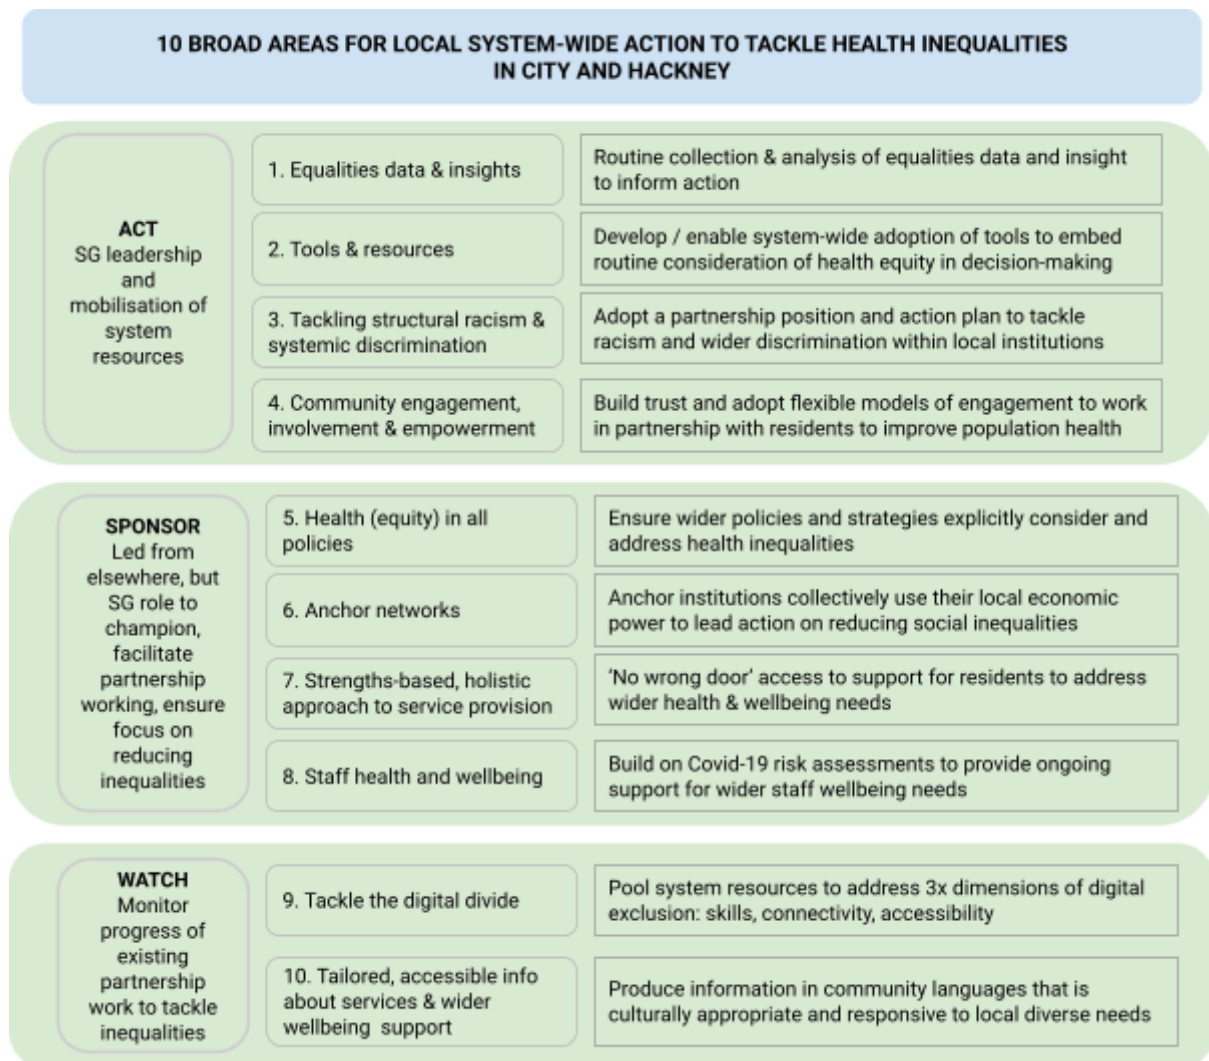 10 BROAD AREAS FOR LOCAL SYSTEM-WIDE ACTION TO TACKLE HEALTH INEQUALITIES
IN CITY AND HACKNEY
ACT
SG leadership
and
mobilisation of
system
resources
1. Equalities data & insights
Routine collection & analysis of equalities data and insight
to inform action
2. Tools & resources
Develop / enable system-wide adoption of tools to embed
routine consideration of health equity in decision-making
3. Tackling structural racism &
systemic discrimination
Adopt a partnership position and action plan to tackle
racism and wider discrimination within local institutions
4. Community engagement,
involvement & empowerment
Build trust and adopt flexible models of engagement to work
in partnership with residents to improve population health
SPONSOR
Led from
elsewhere, but
SG role to
champion,
facilitate
partnership
working, ensure
focus on
reducing
inequalities
5. Health (equity) in all
policies
Ensure wider policies and strategies explicitly consider and
address health inequalities
6. Anchor networks
Anchor institutions collectively use their local economic
power to lead action on reducing social inequalities
7. Strengths-based, holistic
approach to service provision
‘No wrong door’ access to support for residents to address
wider health & wellbeing needs
8. Staff health and wellbeing
Build on Covid-19 risk assessments to provide ongoing
support for wider staff wellbeing needs
WATCH
Monitor
progress of
existing
partnership
work to tackle
inequalities
9. Tackle the digital divide
Pool system resources to address 3x dimensions of digital
exclusion: skills, connectivity, accessibility
10. Tailored, accessible info
about services & wider
wellbeing support
Produce information in community languages that is
culturally appropriate and responsive to local diverse needs